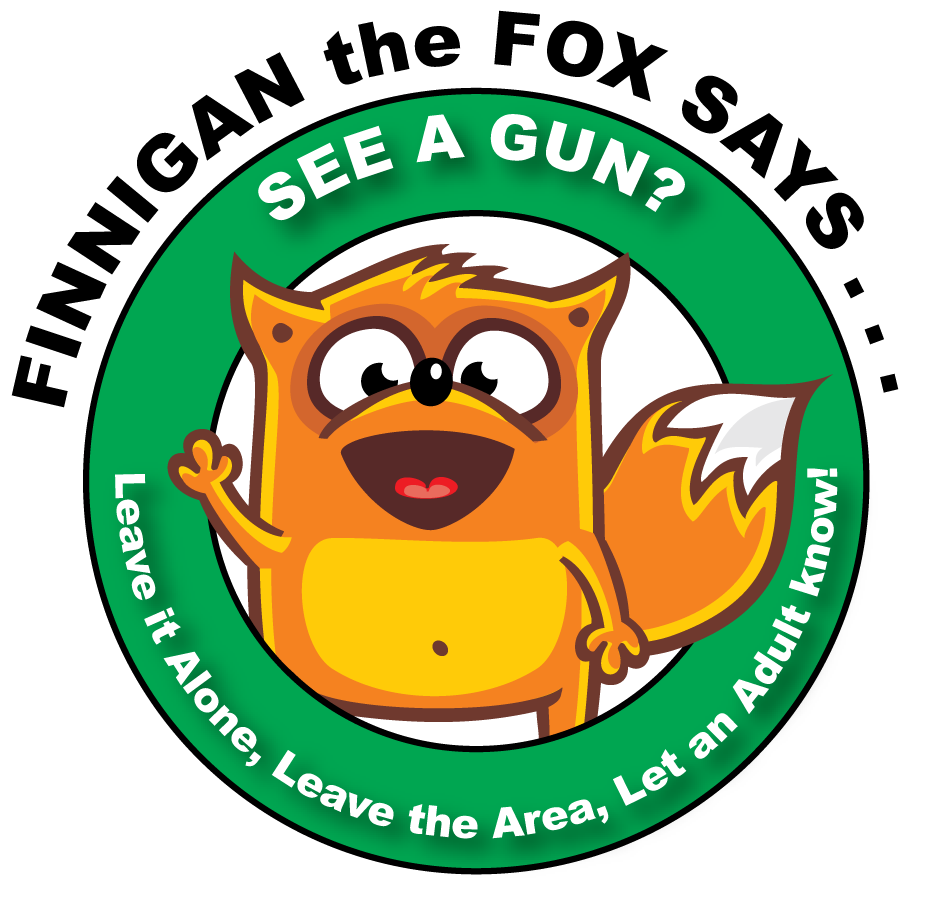 FINNIGAN the FOX SAYS . . .
SEE A GUN?
Leave it Alone, Leave the Area, Let an Adult know!